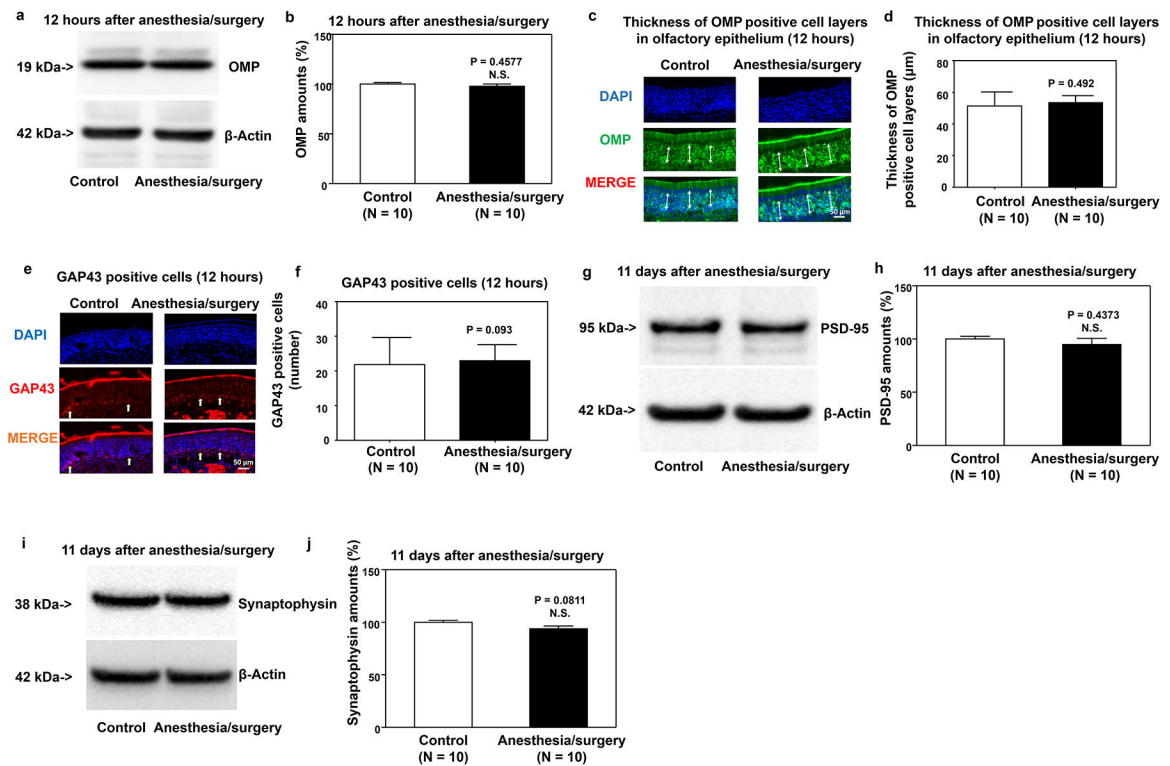 a
12 hours after anesthesia/surgery
19 kDa->
OMP
42 kDa->
β-Actin
Control Anesthesia/surgery
b
12 hours after anesthesia/surgery
OMP amounts (%)
150
100
50
0
P = 0.4577
N.S.
Control
(N = 10)
Anesthesia/surgery
(N = 10)
c
Thickness of OMP positive cell layers
in olfactory epithelium (12 hours)
Control
Anesthesia/surgery
DAPI
OMP
MERGE
50 μm
d
Thickness of OMP positive cell layers
in olfactory epithelium (12 hours)
Thickness of OMP
positive cell layers (μm)
80
60
40
20
0
P = 0.492
Control
(N = 10)
Anesthesia/surgery
(N = 10)
e
GAP43 positive cells (12 hours)
Control Anesthesia/surgery
DAPI
GAP43
MERGE
50 μm
f
GAP43 positive cells (12 hours)
GAP43 positive cells
(number)
40
30
20
10
0
P = 0.093
Control
(N = 10)
Anesthesia/surgery
(N = 10)
g
11 days after anesthesia/surgery
95 kDa->
PSD-95
42 kDa->
β-Actin
Control
Anesthesia/surgery
h
11 days after anesthesia/surgery
PSD-95 amounts (%)
150
100
50
0
P = 0.4373
N.S.
Control
(N = 10)
Anesthesia/surgery
(N = 10)
i
11 days after anesthesia/surgery
38 kDa->
Synaptophysin
42 kDa->
β-Actin
Control Anesthesia/surgery
j
11 days after anesthesia/surgery
Synaptophysin amounts (%)
150
100
50
0
P = 0.0811
N.S.
Control
(N = 10)
Anesthesia/surgery
(N = 10)